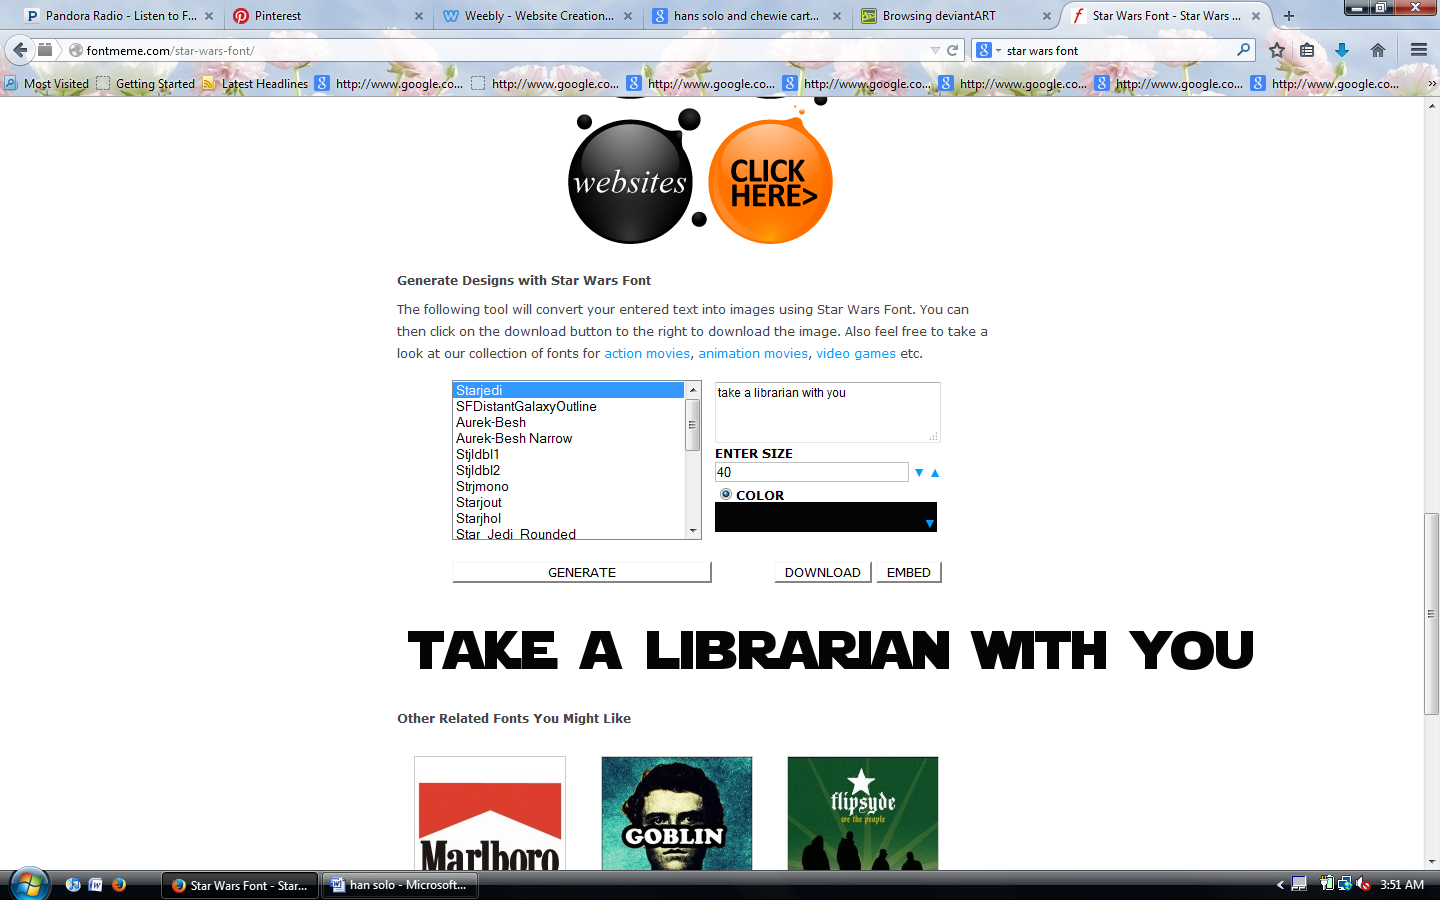 Pandora Radio - Listen to F...
Pinterest
Weebly - Website Creation...
hans solo and chewie cart...
Browsing deviantART
Star Wars Font - Star Wars ...
fontmeme.com/star-wars-font/
star wars font
Most Visited
Getting Started
Latest Headlines
http://www.google.co...
http://www.google.co...
http://www.google.co...
http://www.google.co...
http://www.google.co...
http://www.google.co...
http://www.google.co...
websites
CLICK
HERE>
Generate Designs with Star Wars Font
The following tool will convert your entered text into images using Star Wars Font. You can
then click on the download button to the right to download the image. Also feel free to take a
look at our collection of fonts for action movies, animation movies, video games etc.
Starjedi
SFDistantGalaxyOutline
Aurek-Besh
Aurek-Besh Narrow
Stjldbl1
Stjldbl2
Strjmono
Starjout
Starjhol
Star_Jedi_Rounded
take a librarian with you
ENTER SIZE
40
COLOR
GENERATE
DOWNLOAD
EMBED
TAKE A LIBRARIAN WITH YOU
Other Related Fonts You Might Like
Marlboro
GOBLIN
flipsyde
we the people
Star Wars Font - Star...
han solo - Microsoft...
3:51 AM